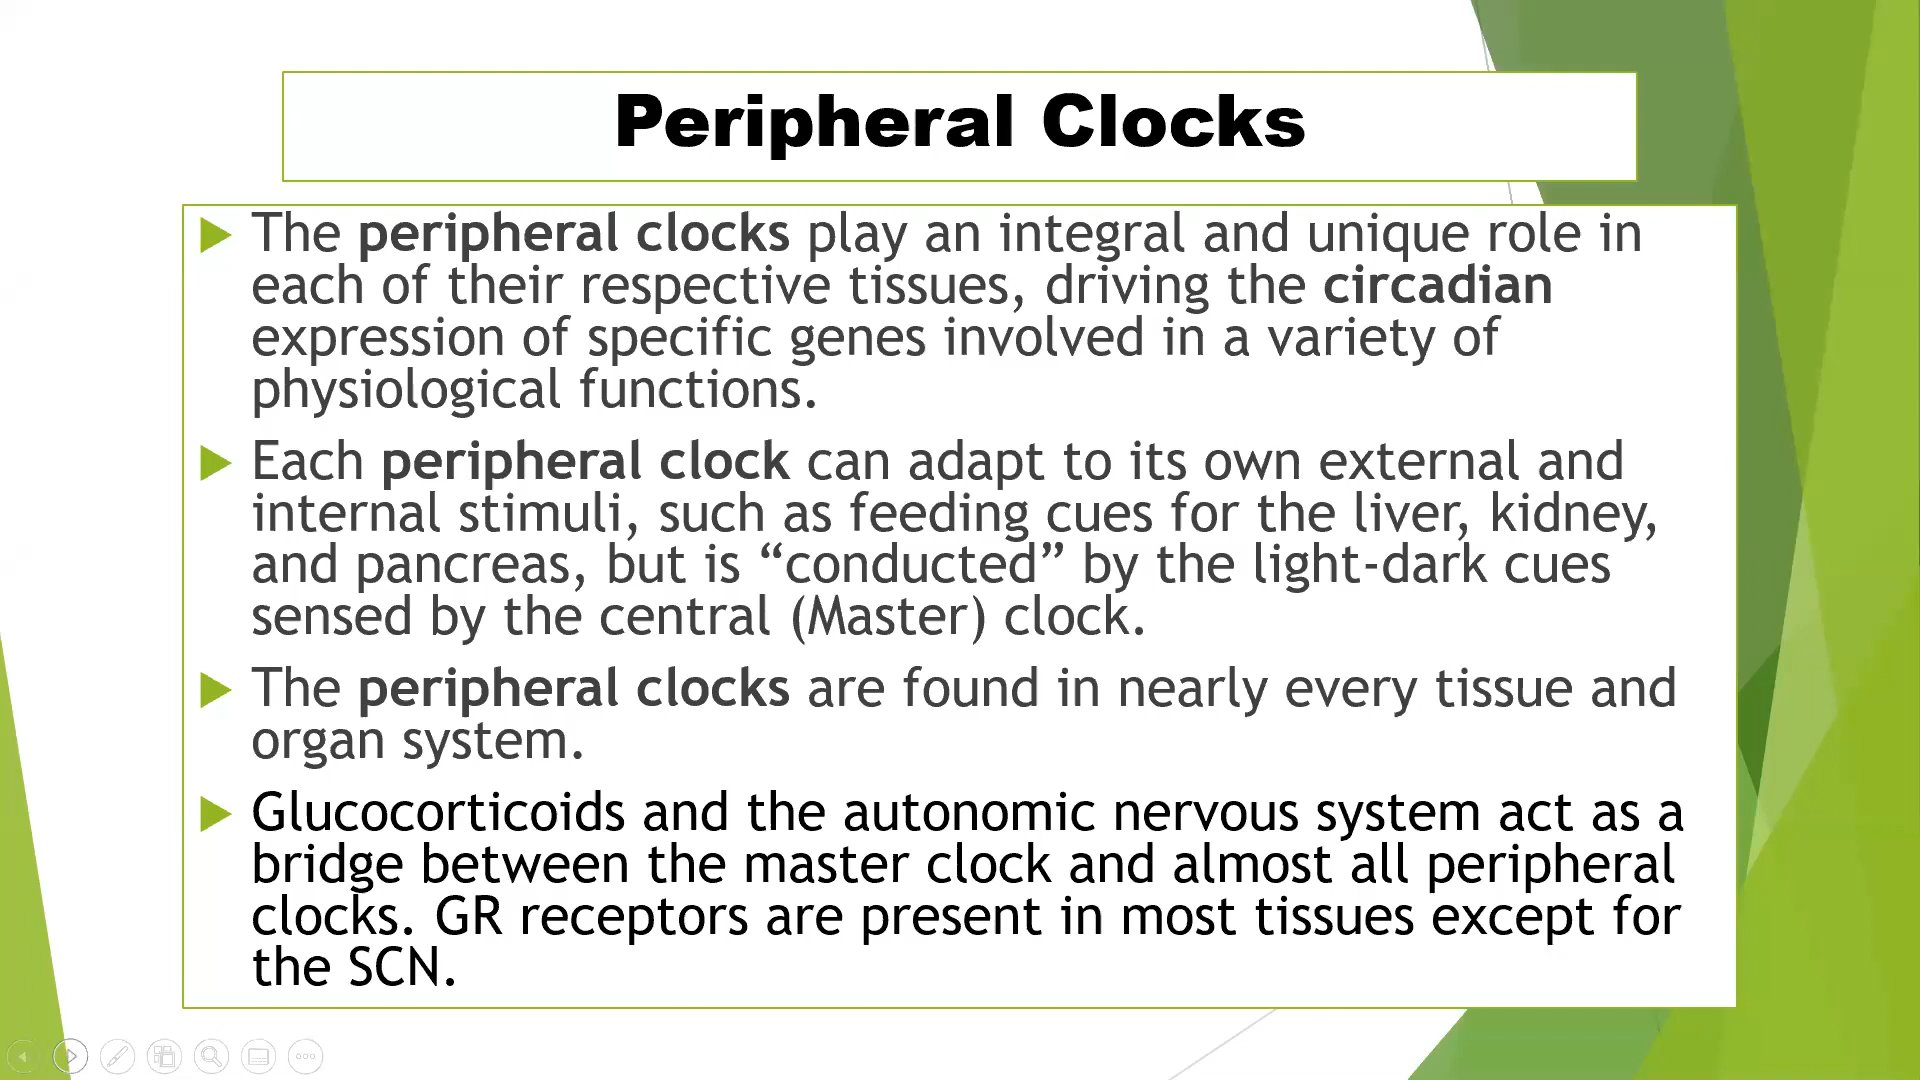 Peripheral Clocks
The peripheral clocks play an integral and unique role in
each of their respective tissues, driving the circadian
expression of specific genes involved in a variety of
physiological functions.
Each peripheral clock can adapt to its own external and
internal stimuli, such as feeding cues for the liver, kidney,
and pancreas, but is “conducted” by the light-dark cues
sensed by the central (Master) clock.
The peripheral clocks are found in nearly every tissue and
organ system.
Glucocorticoids and the autonomic nervous system act as a
bridge between the master clock and almost all peripheral
clocks. GR receptors are present in most tissues except for
the SCN.